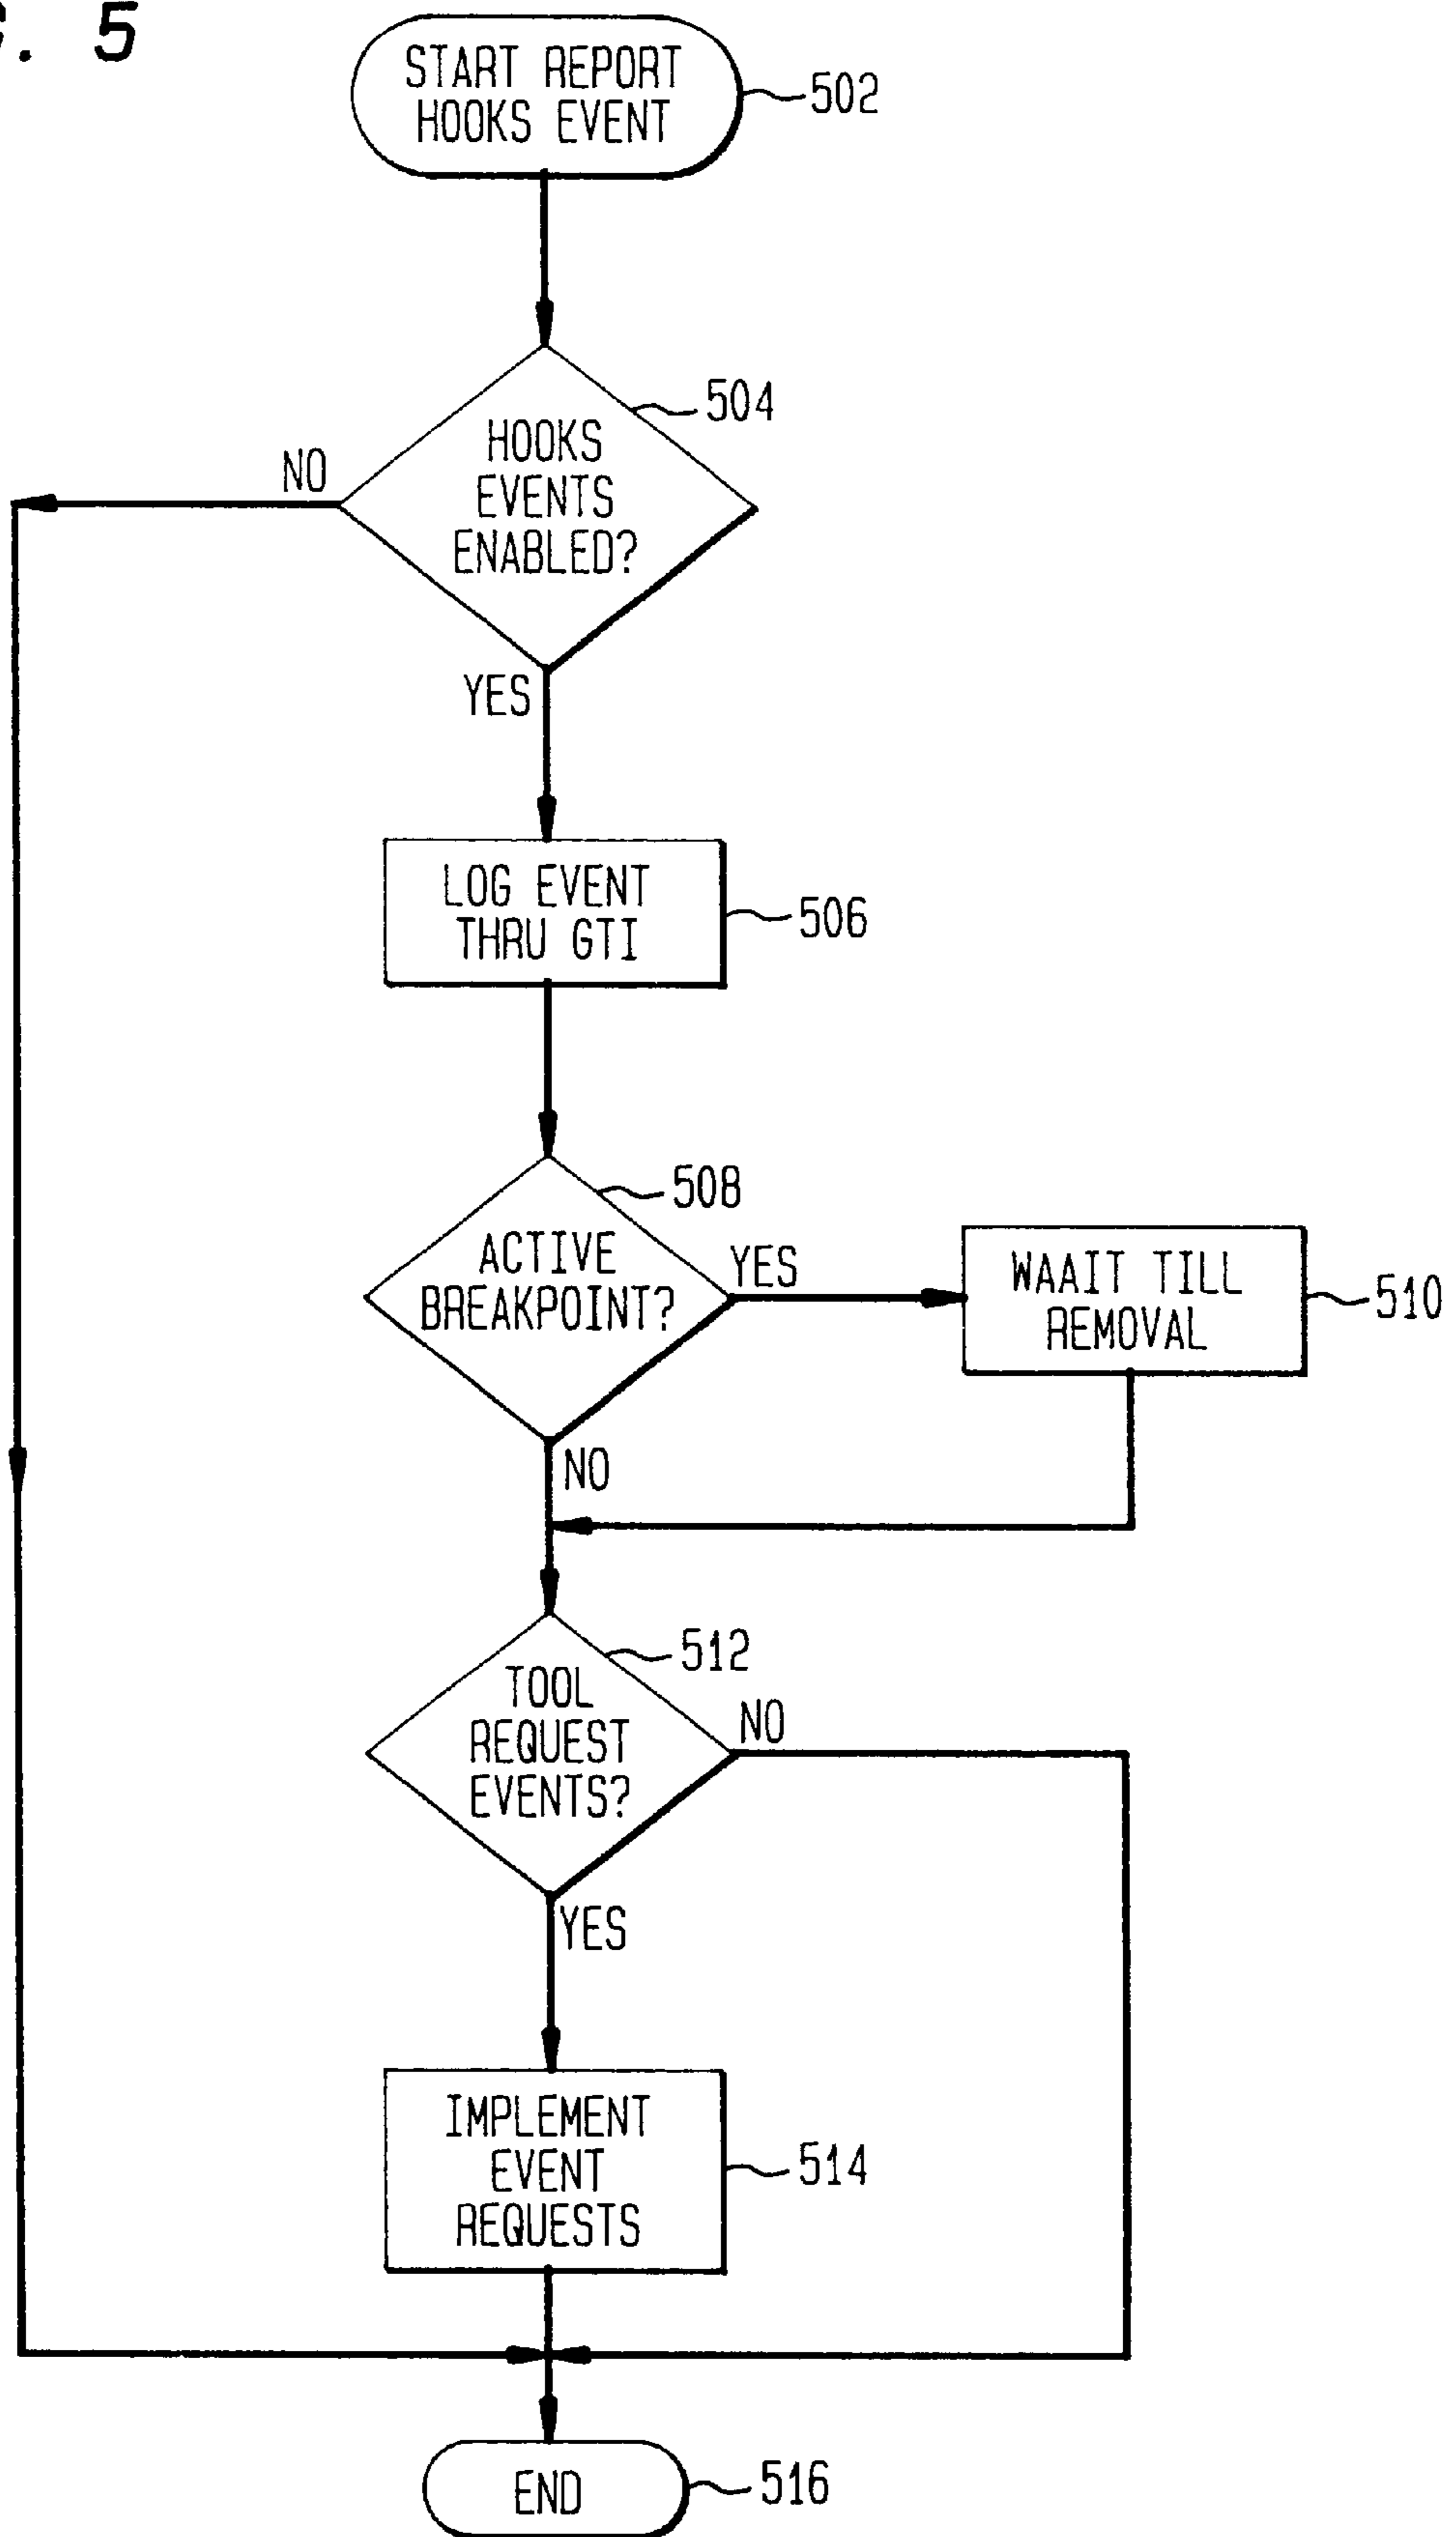 . 5
START REPORT
HOOKS EVENT
502
504
HOOKS
EVENTS
ENABLED?
NO
YES
LOG EVENT
THRU GTI
506
508
ACTIVE
BREAKPOINT?
YES
WAAIT TILL
REMOVAL
510
NO
512
TOOL
REQUEST
EVENTS?
NO
YES
IMPLEMENT
EVENT
REQUESTS
514
END
516